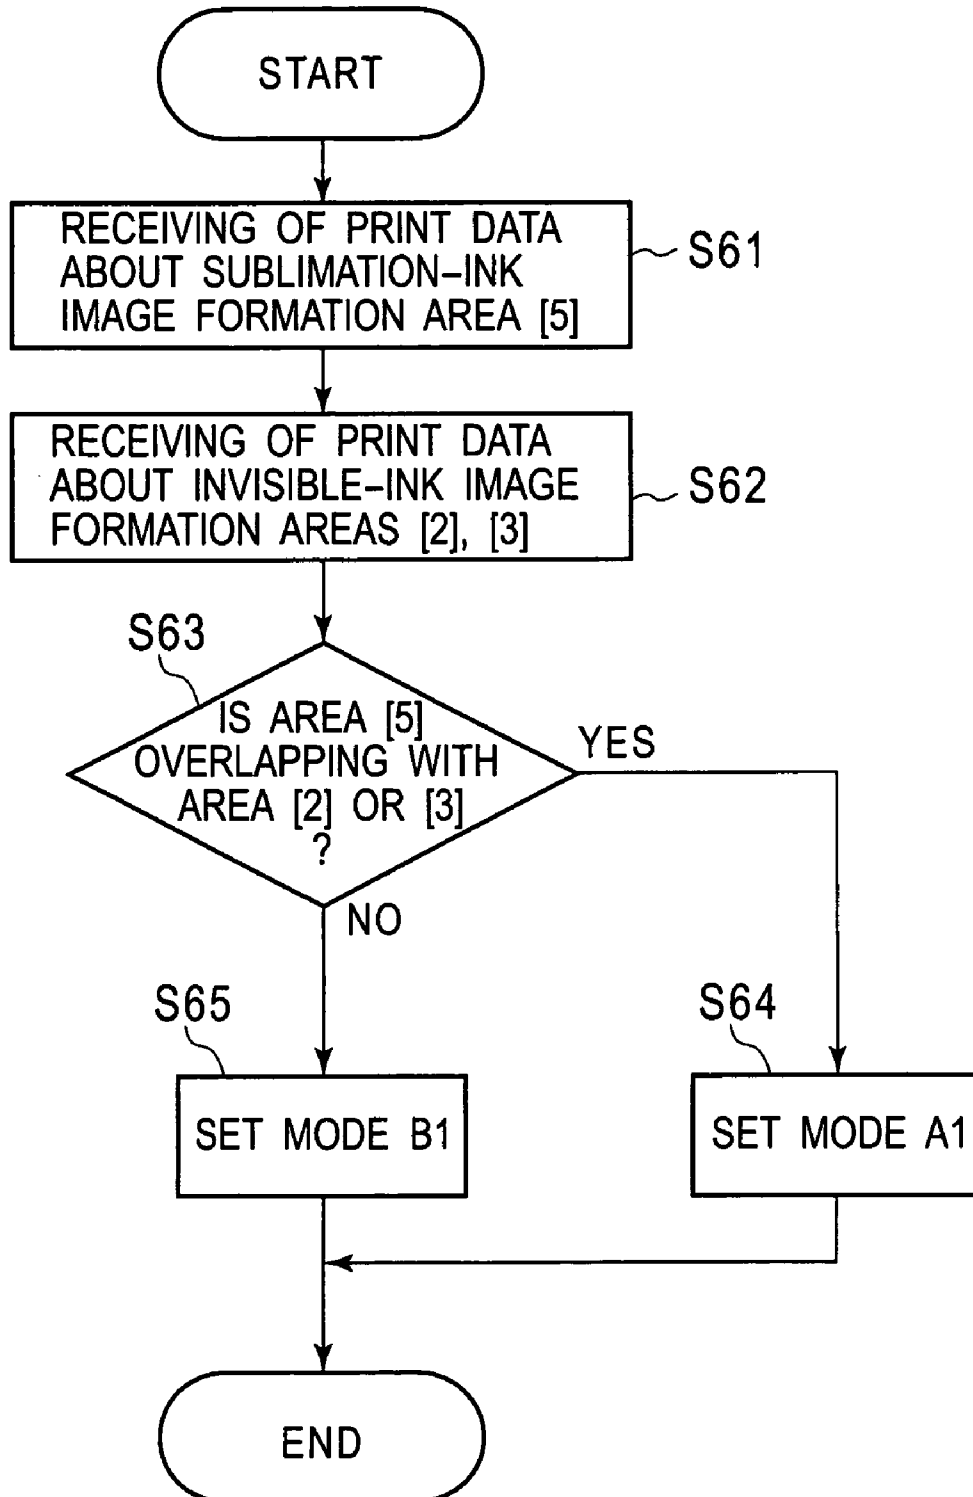 START
RECEIVING OF PRINT DATA
ABOUT SUBLIMATION-INK
IMAGE FORMATION AREA [5]
S61
RECEIVING OF PRINT DATA
ABOUT INVISIBLE-INK IMAGE
FORMATION AREAS [2], [3]
S62
S63
IS AREA [5]
OVERLAPPING WITH
AREA [2] OR [3]
?
YES
NO
S65
SET MODE B1
S64
SET MODE A1
END